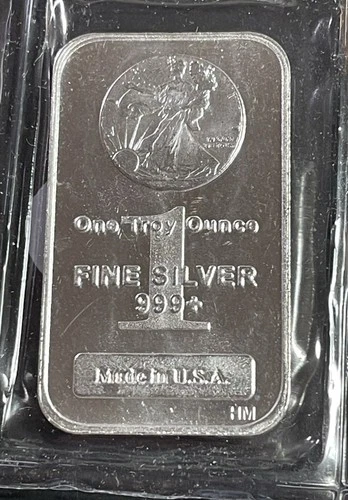 One Troy Ounce
1
FINE SILVER
999+
Made in U.S.A.
HM